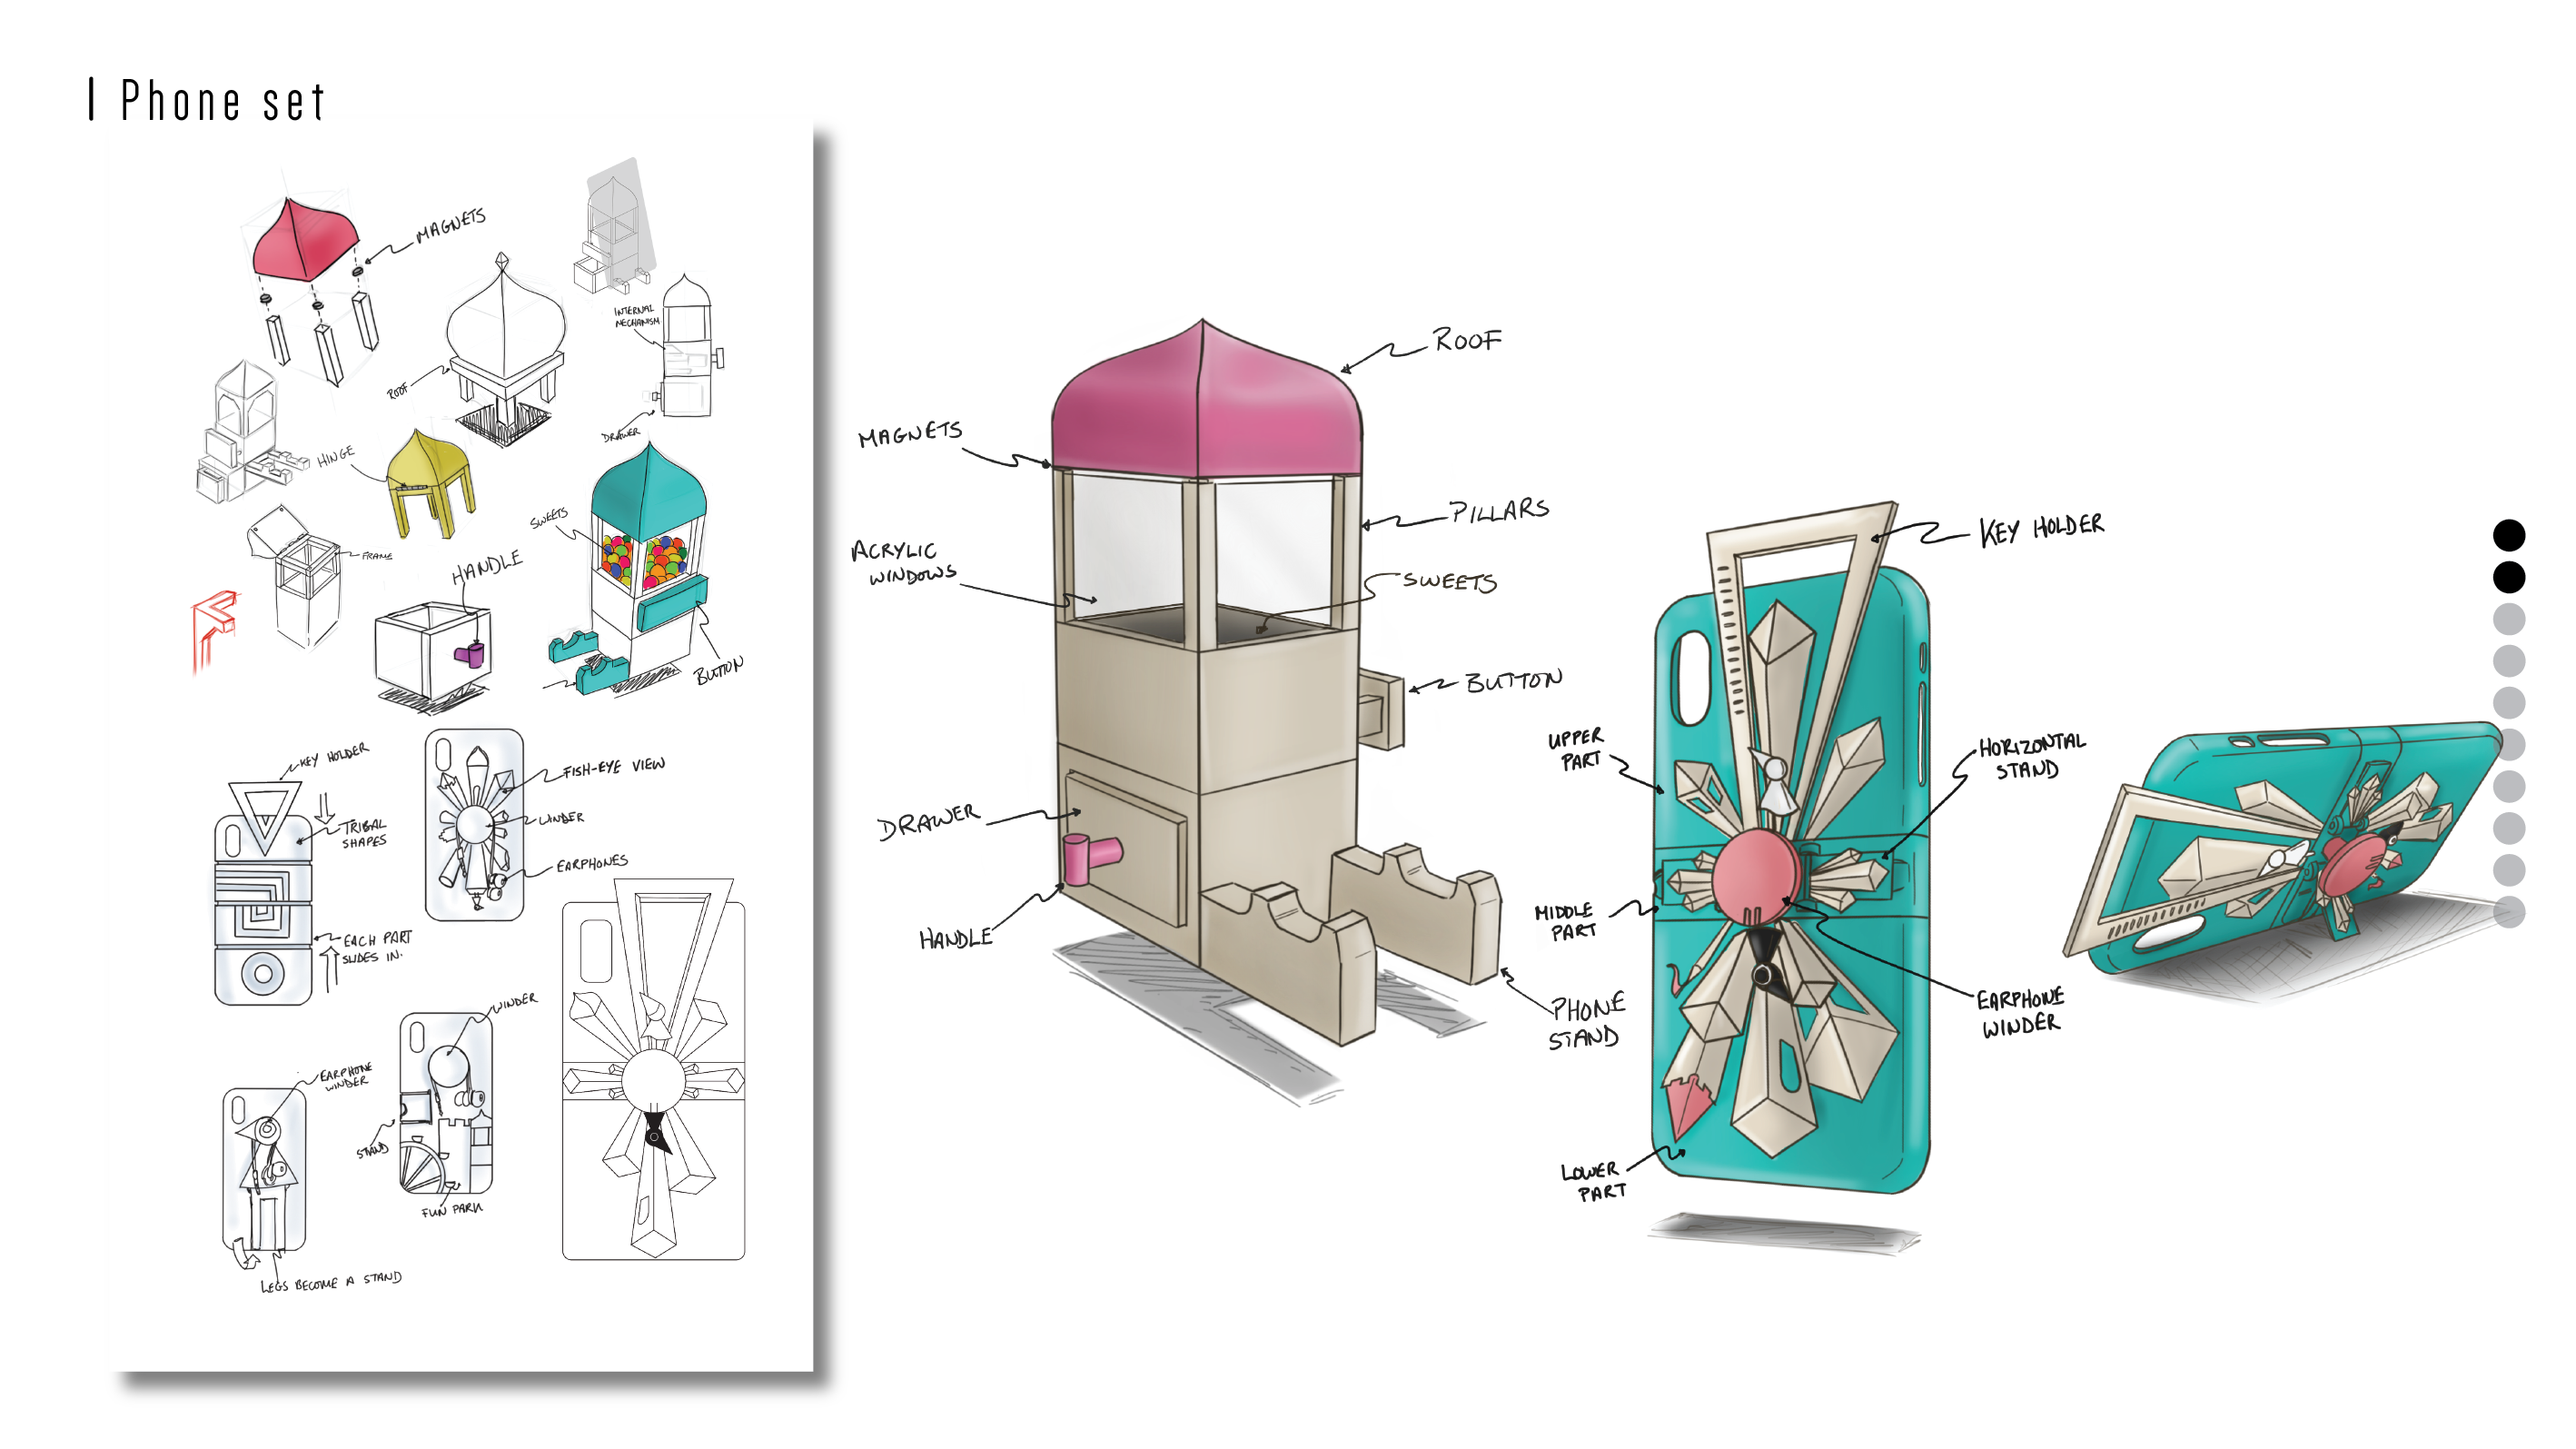 Phone set
MAGNETS
INTERNAL
MECHANISM
ROOF
DRAWER
HINGE
SWEETS
FRAME
HANDLE
BUTTON
KEY HOLDER
FISH-EYE VIEW
TRIBAL
SHAPES
WINDER
EARPHONES
EACH PART
SLIDES IN.
WINDER
EARPHONE
WINDER
STAND
FUN PARK
LEGS BECOME A STAND
ROOF
MAGNETS
PILLARS
ACRYLIC
WINDOWS
SWEETS
BUTTON
DRAWER
HANDLE
PHONE
STAND
KEY HOLDER
UPPER
PART
HORIZONTAL
STAND
MIDDLE
PART
EARPHONE
WINDER
LOWER
PART